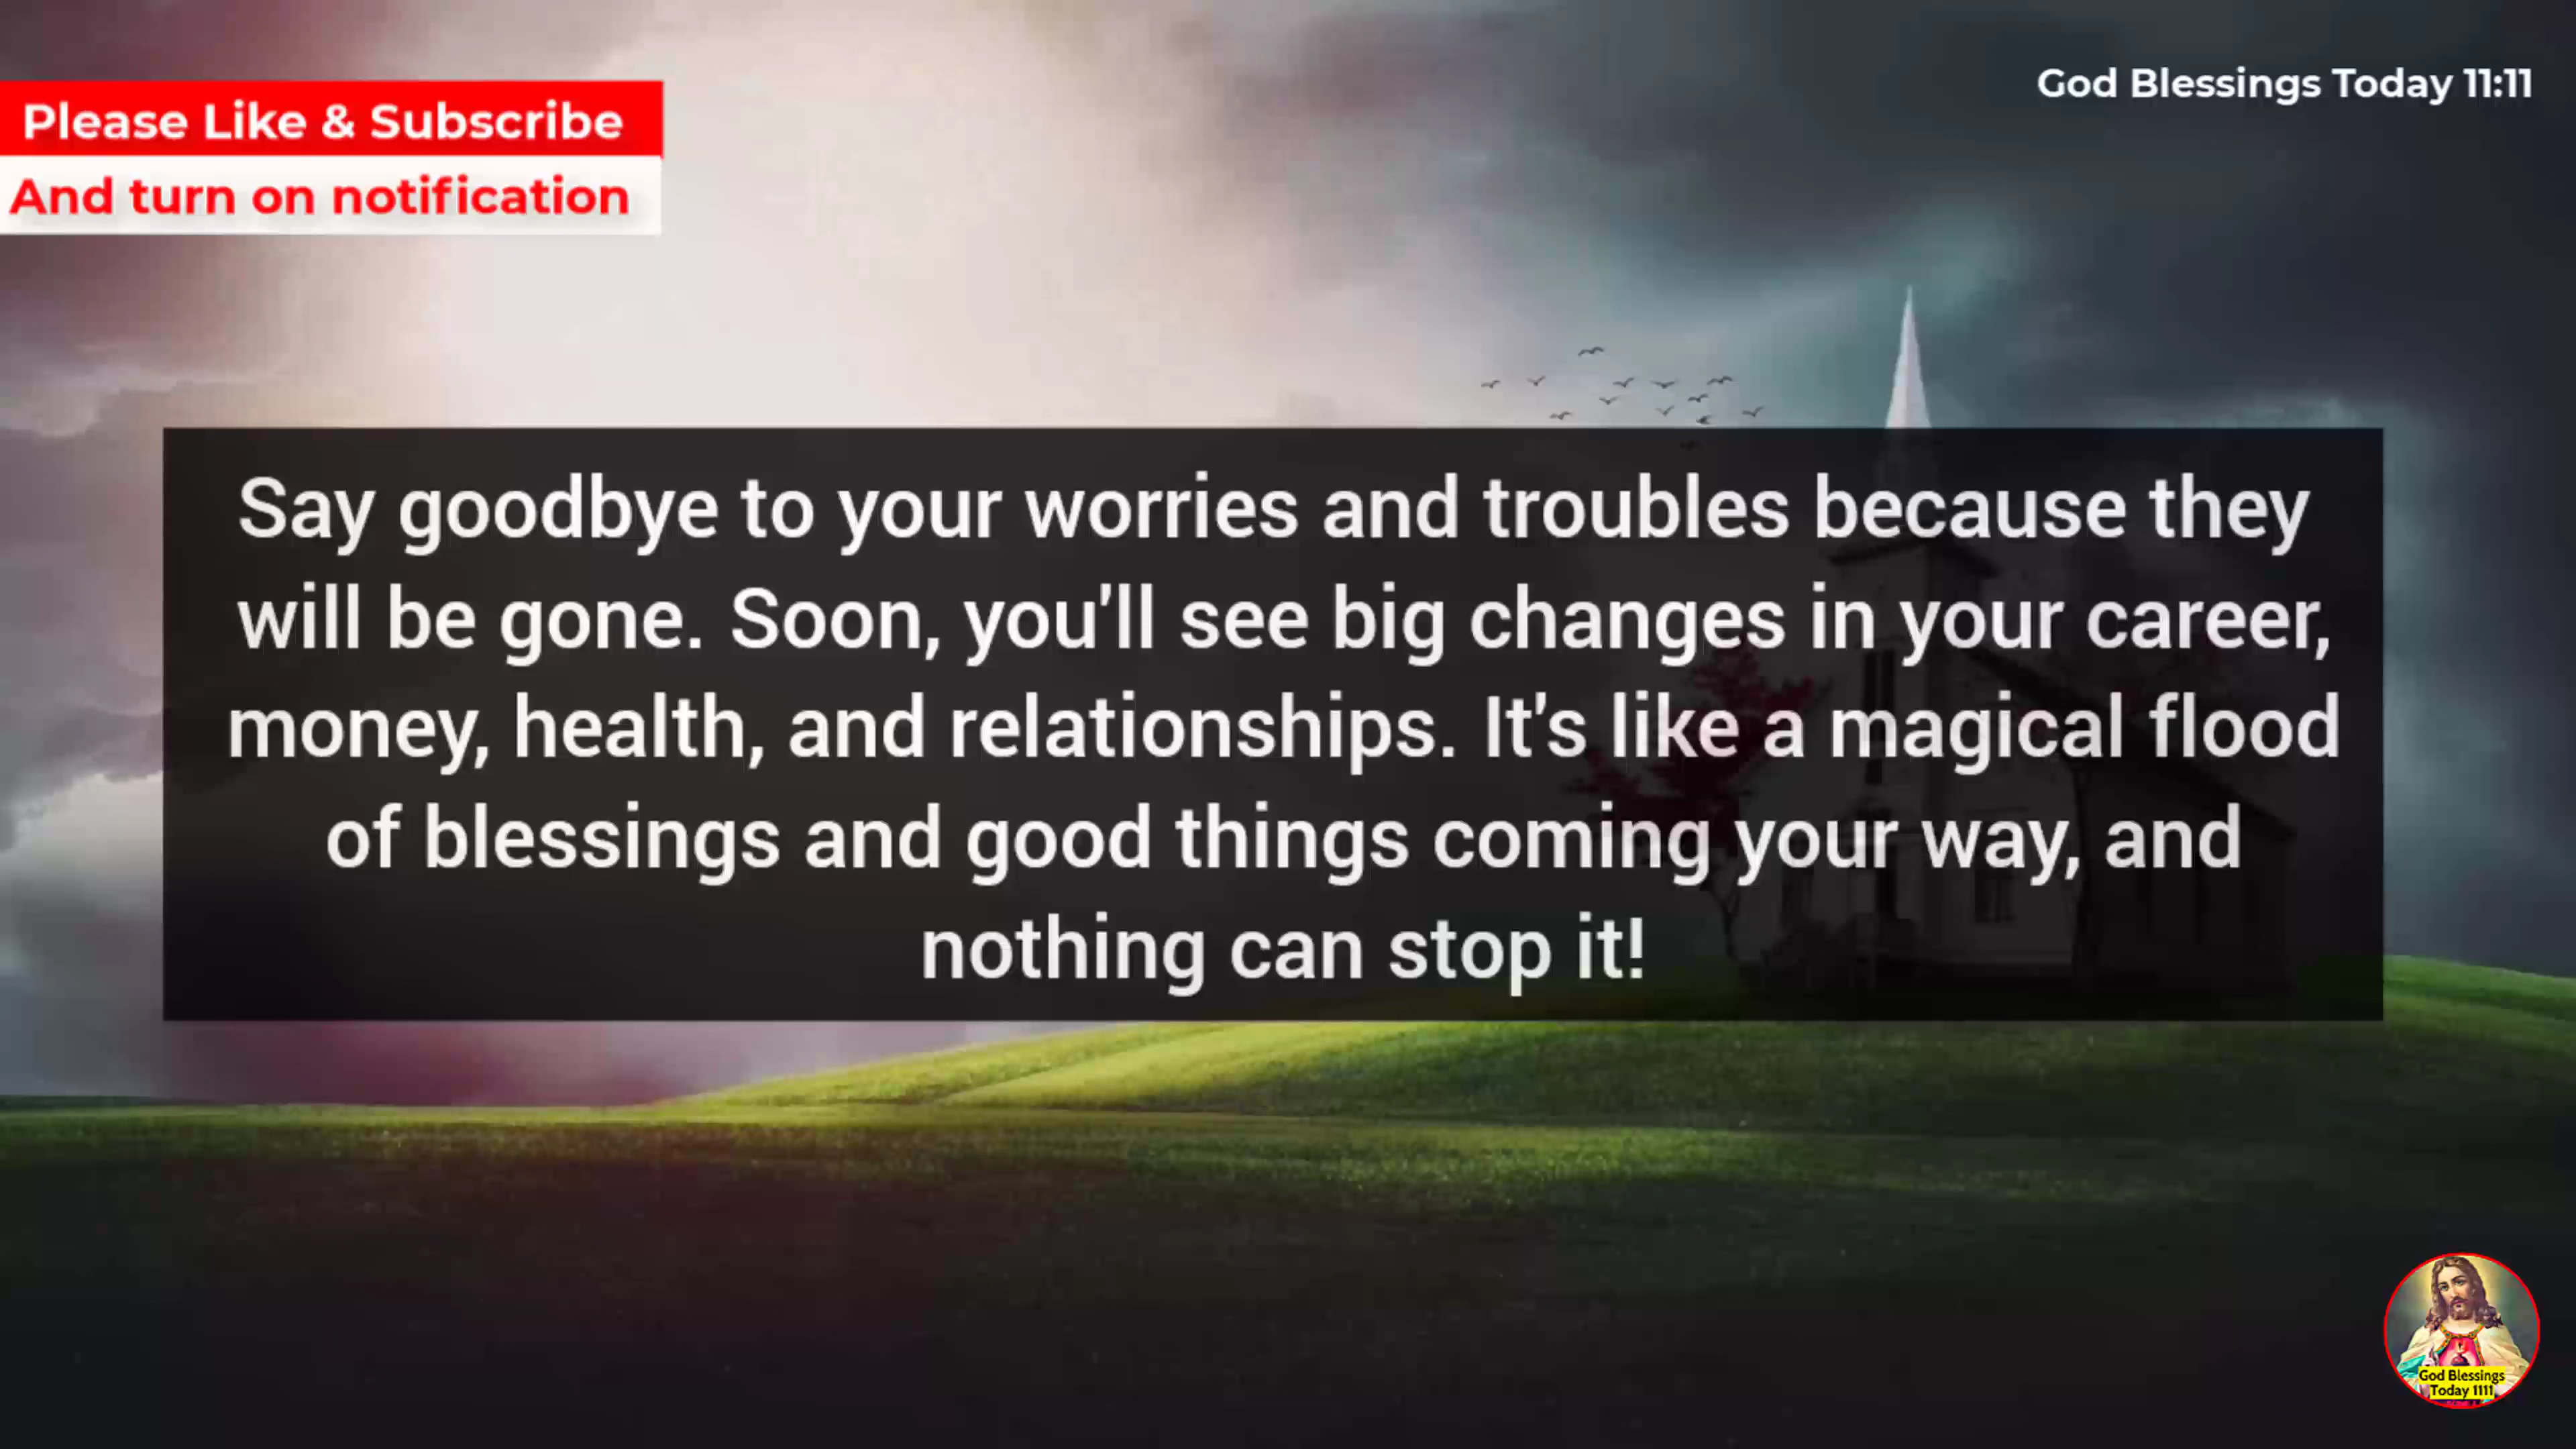 Please Like & Subscribe
And turn on notification
God Blessings Today 11:11
Say goodbye to your worries and troubles because they
will be gone. Soon, you'll see big changes in your career,
money, health, and relationships. It's like a magical flood
of blessings and good things coming your way, and
nothing can stop it!
God Blessings
Today 1111